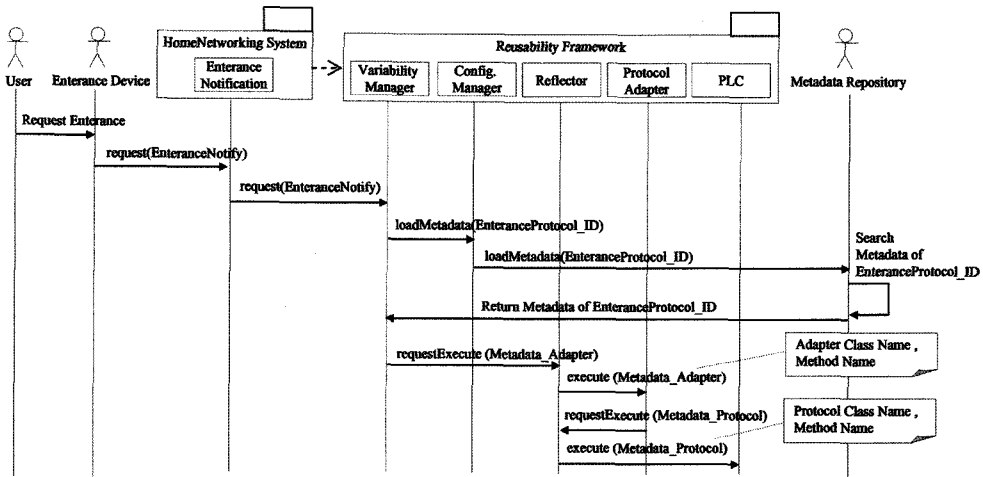 HomeNetworking System
Enterance
Notification
Reusability Framework
Variability
Manager
Config.
Manager
Reflector
Protocol
Adapter
PLC
User
Enterance Device
Metadata Repository
Request Enterance
request(EnteranceNotify)
request(EnteranceNotify)
loadMetadata(EnteranceProtocol_ID)
loadMetadata(EnteranceProtocol_ID)
Search
Metadata of
EnteranceProtocol_ID
Return Metadata of EnteranceProtocol_ID
requestExecute (Metadata_Adapter)
Adapter Class Name ,
Method Name
execute (Metadata_Adapter)
requestExecute (Metadata_Protocol)
Protocol Class Name ,
Method Name
execute (Metadata_Protocol)